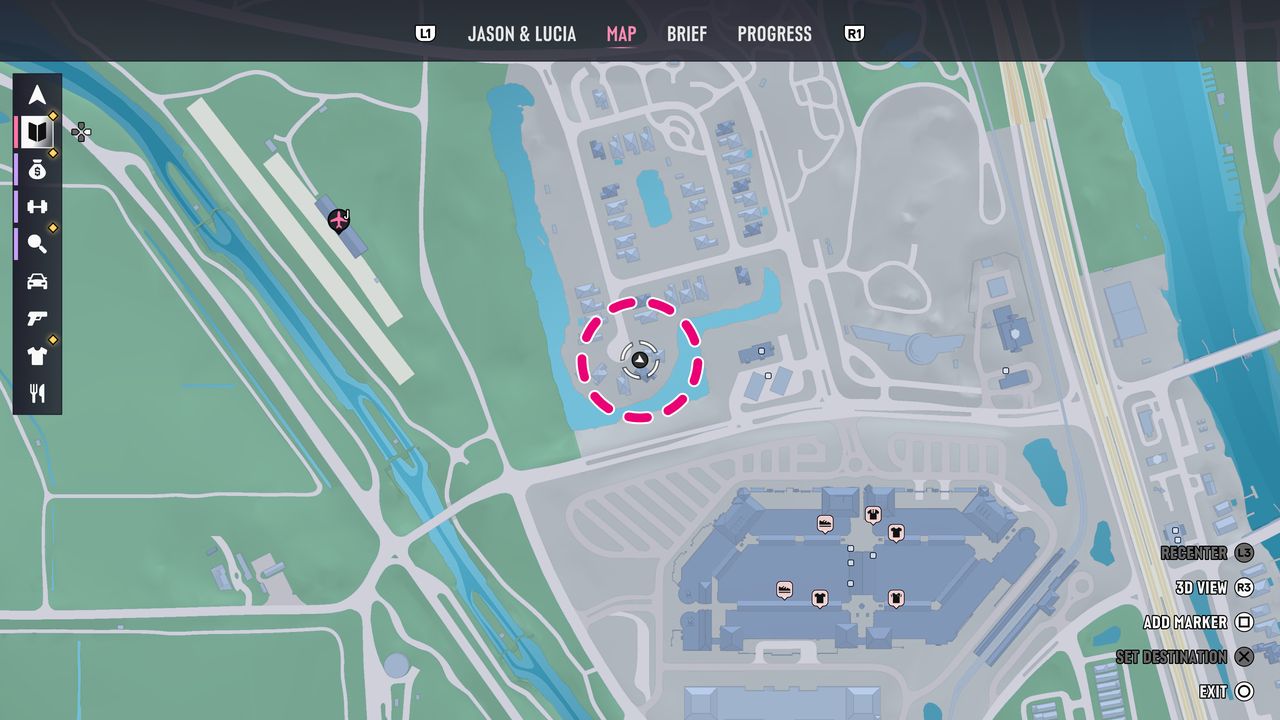 L1 JASON & LUCIA MAP BRIEF PROGRESS R1
J
RECENTER L3
3D VIEW R3
ADD MARKER
SET DESTINATION
EXIT